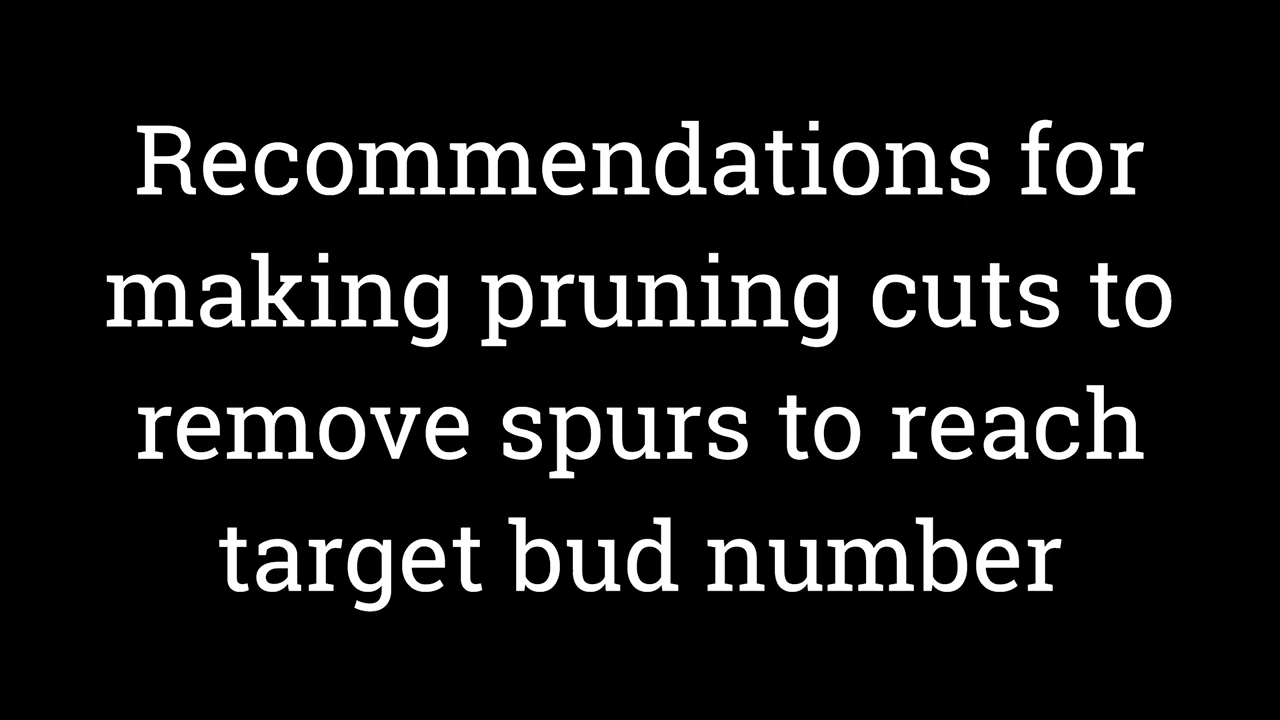 Recommendations for
making pruning cuts to
remove spurs to reach
target bud number